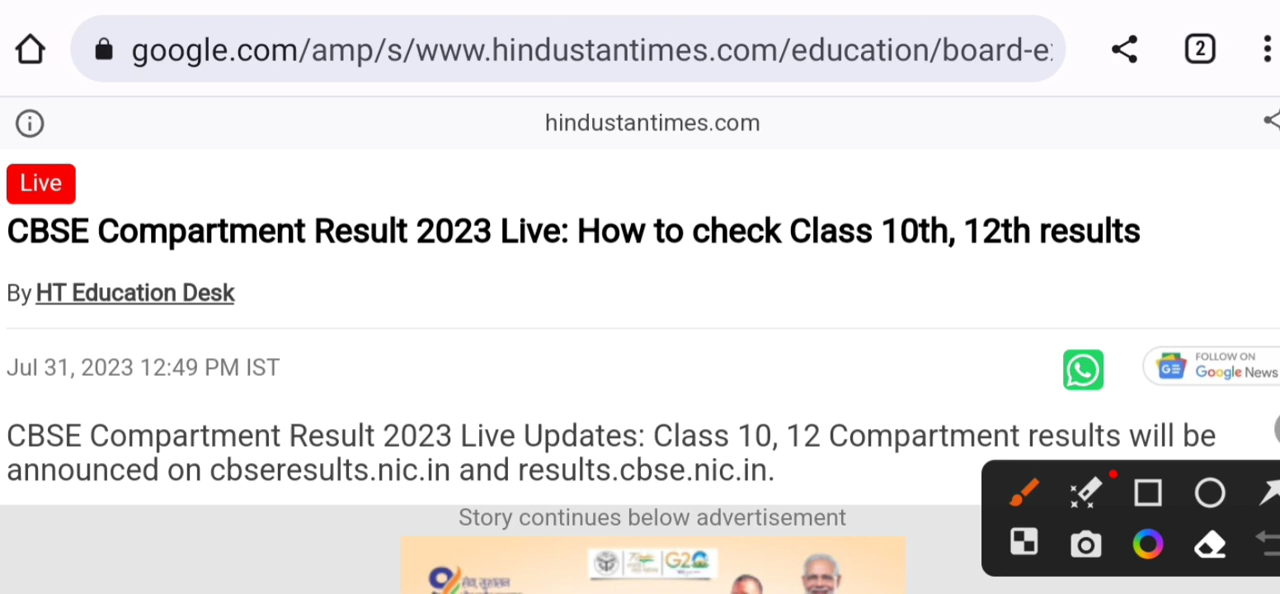 google.com/amp/s/www.hindustantimes.com/education/board-e
2
hindustantimes.com
Live
CBSE Compartment Result 2023 Live: How to check Class 10th, 12th results
By HT Education Desk
Jul 31, 2023 12:49 PM IST
FOLLOW ON
Google News
CBSE Compartment Result 2023 Live Updates: Class 10, 12 Compartment results will be
announced on cbseresults.nic.in and results.cbse.nic.in.
Story continues below advertisement
G20